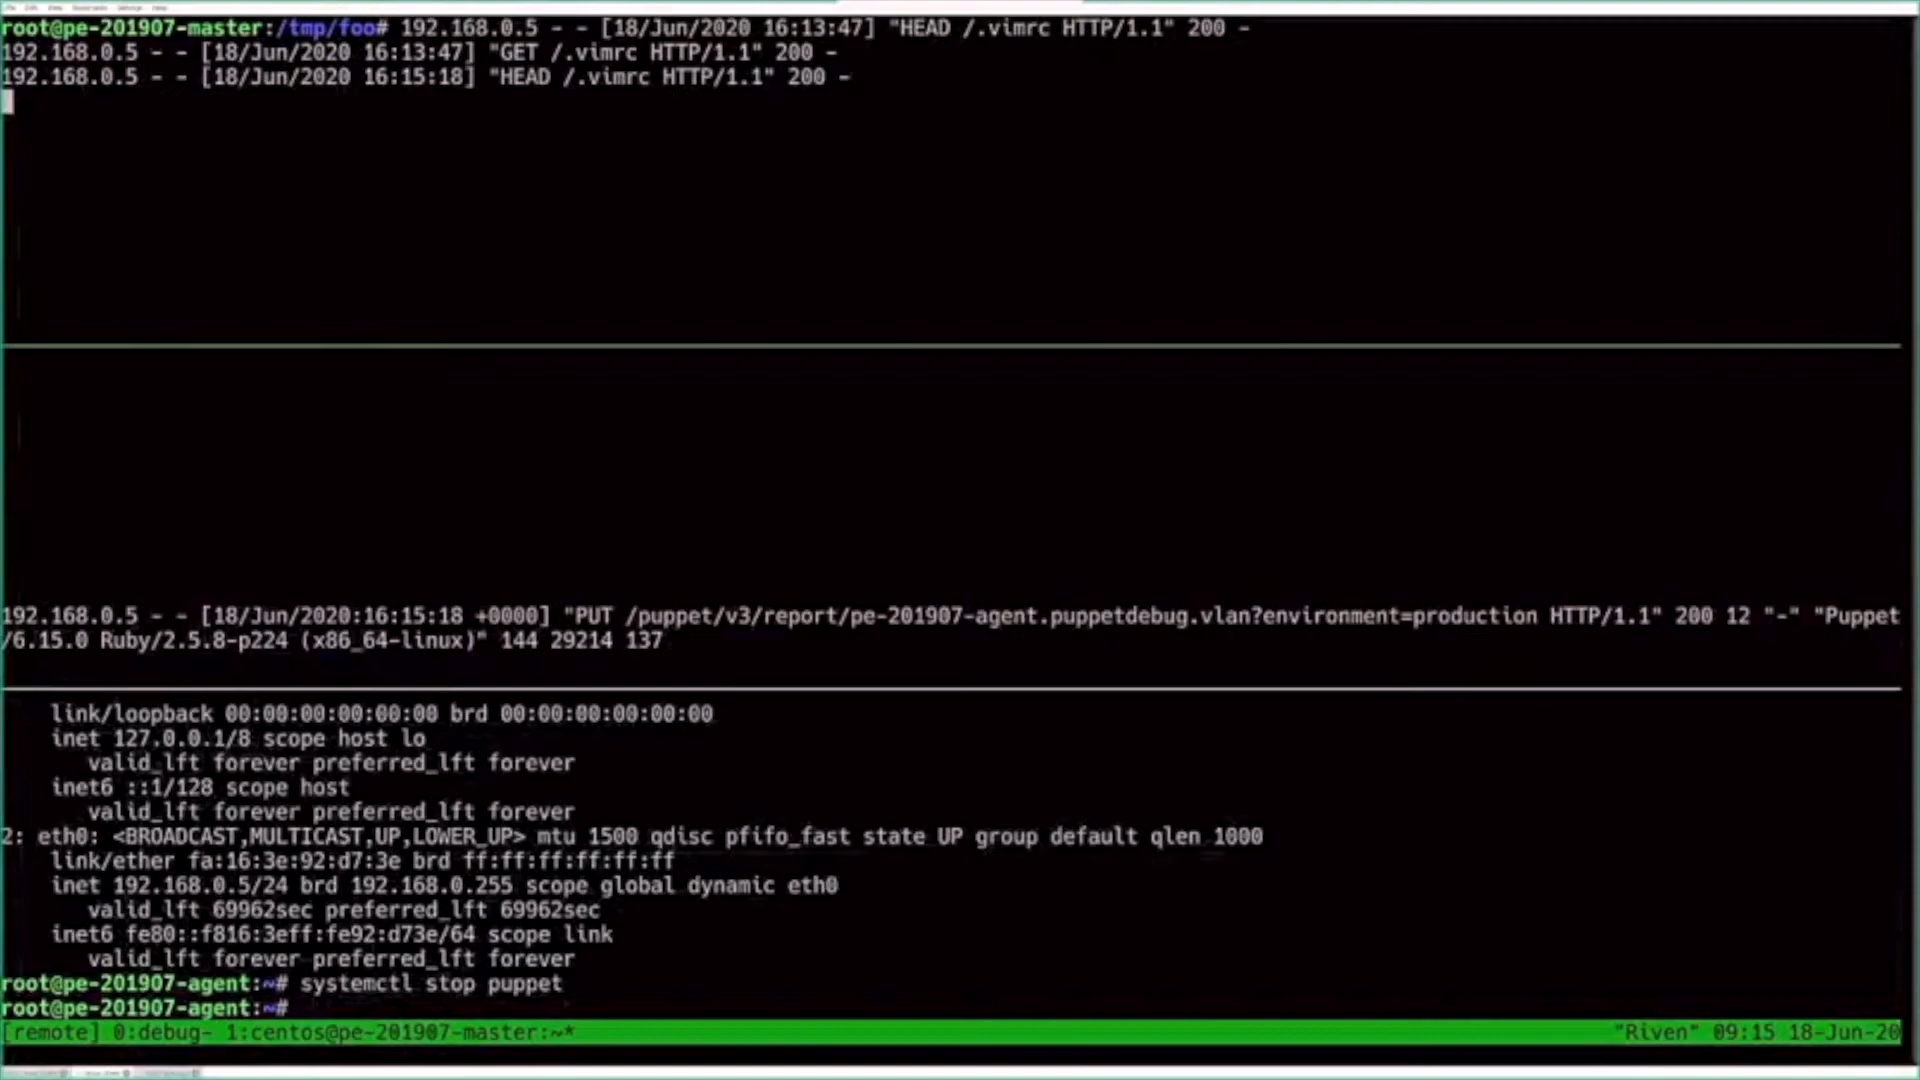 root@pe-201907-master:/tmp/foo# 192.168.0.5 - - [18/Jun/2020 16:13:47] "HEAD /.vimrc HTTP/1.1" 200 -
192.168.0.5 - - [18/Jun/2020 16:13:47] "GET /.vimrc HTTP/1.1" 200 -
192.168.0.5 - - [18/Jun/2020 16:15:18] "HEAD /.vimrc HTTP/1.1" 200 -
192.168.0.5 - - [18/Jun/2020:16:15:18 +0000] "PUT /puppet/v3/report/pe-201907-agent.puppetdebug.vlan?environment=production HTTP/1.1" 200 12 "-" "Puppet
/6.15.0 Ruby/2.5.8-p224 (x86_64-linux)" 144 29214 137
link/loopback 00:00:00:00:00:00 brd 00:00:00:00:00:00
inet 127.0.0.1/8 scope host lo
valid_lft forever preferred_lft forever
inet6 ::1/128 scope host
valid_lft forever preferred_lft forever
2: eth0: <BROADCAST,MULTICAST,UP,LOWER_UP> mtu 1500 qdisc pfifo_fast state UP group default qlen 1000
link/ether fa:16:3e:92:d7:3e brd ff:ff:ff:ff:ff:ff
inet 192.168.0.5/24 brd 192.168.0.255 scope global dynamic eth0
valid_lft 69962sec preferred_lft 69962sec
inet6 fe80::f816:3eff:fe92:d73e/64 scope link
valid_lft forever preferred_lft forever
root@pe-201907-agent:~# systemctl stop puppet
root@pe-201907-agent:~#
[remote] 0:debug- 1:centos@pe-201907-master:~* "Riven" 09:15 18-Jun-20